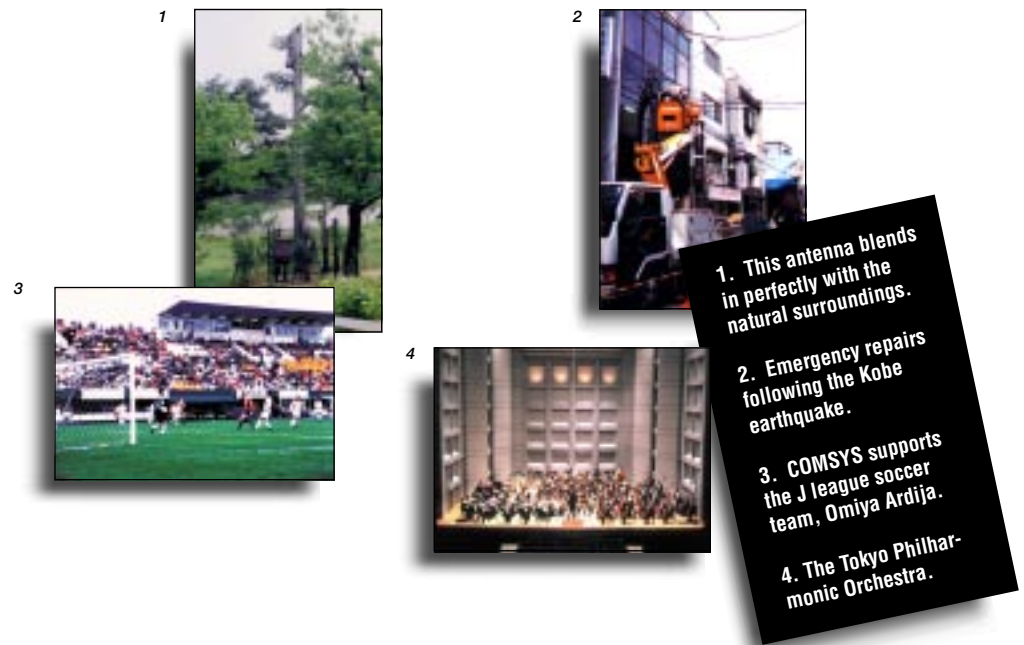 1
2
3
4
1. This antenna blends
in perfectly with the
natural surroundings.
2. Emergency repairs
following the Kobe
earthquake.
3. COMSYS supports
the J league soccer
team, Omiya Ardija.
4. The Tokyo Philhar-
monic Orchestra.